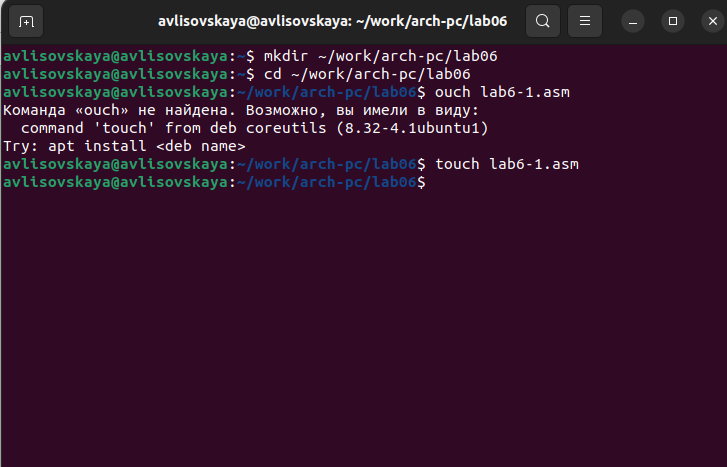 avlisovskaya@avlisovskaya: ~/work/arch-pc/lab06
avlisovskaya@avlisovskaya:~$ mkdir ~/work/arch-pc/lab06
avlisovskaya@avlisovskaya:~$ cd ~/work/arch-pc/lab06
avlisovskaya@avlisovskaya:~/work/arch-pc/lab06$ ouch lab6-1.asm
Команда «ouch» не найдена. Возможно, вы имели в виду:
  command 'touch' from deb coreutils (8.32-4.1ubuntu1)
Try: apt install <deb name>
avlisovskaya@avlisovskaya:~/work/arch-pc/lab06$ touch lab6-1.asm
avlisovskaya@avlisovskaya:~/work/arch-pc/lab06$